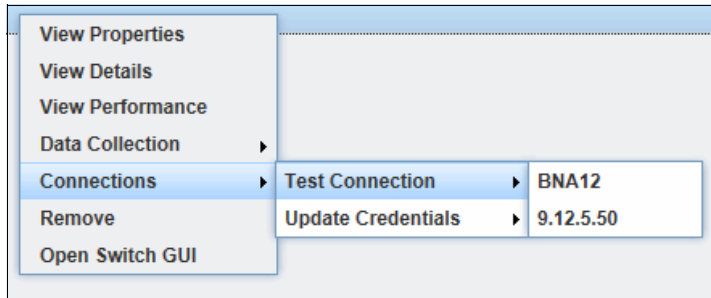 View Properties
View Details
View Performance
Data Collection
Connections
Remove
Open Switch GUI
Test Connection
Update Credentials
BNA12
9.12.5.50